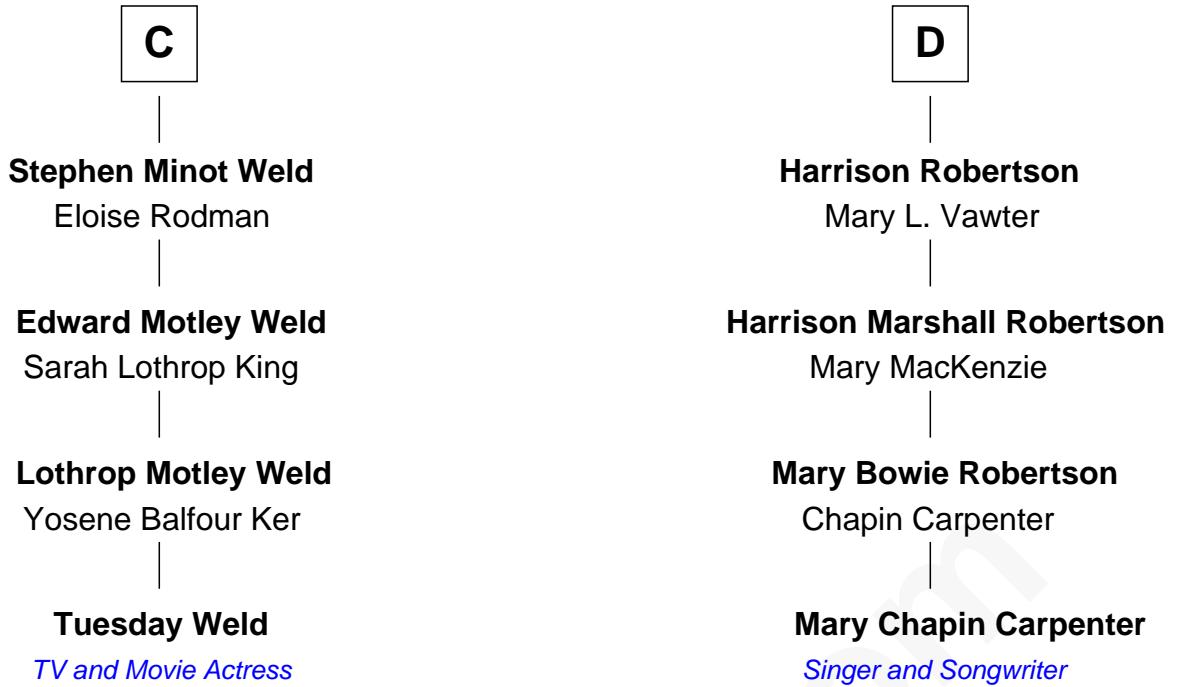 C
D
Stephen Minot Weld
Eloise Rodman
Harrison Robertson
Mary L. Vawter
Edward Motley Weld
Sarah Lothrop King
Harrison Marshall Robertson
Mary MacKenzie
Lothrop Motley Weld
Yosene Balfour Ker
Mary Bowie Robertson
Chapin Carpenter
Tuesday Weld
TV and Movie Actress
Mary Chapin Carpenter
Singer and Songwriter